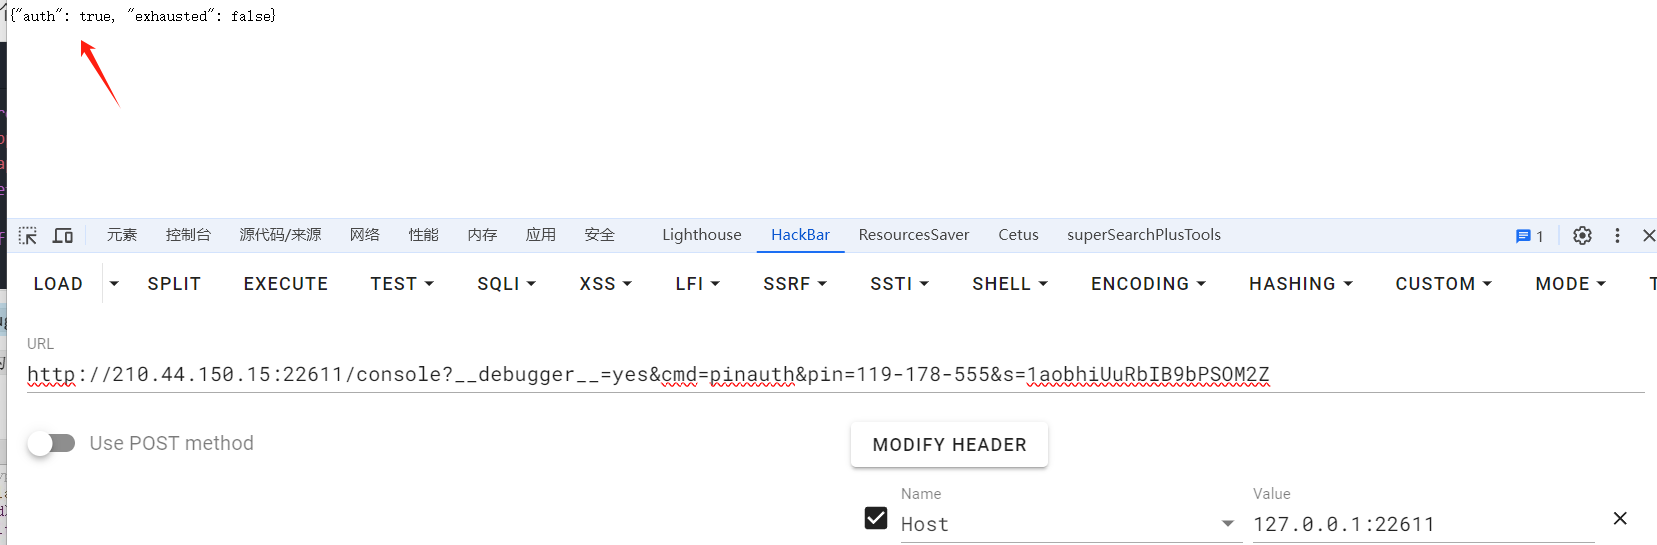 {"auth": true, "exhausted": false}
元素 控制台 源代码/来源 网络 性能 内存 应用 安全 Lighthouse HackBar ResourcesSaver Cetus superSearchPlusTools 1
LOAD SPLIT EXECUTE TEST SQLI XSS LFI SSRF SSTI SHELL ENCODING HASHING CUSTOM MODE
URL
http://210.44.150.15:22611/console?__debugger__=yes&cmd=pinauth&pin=119-178-555&s=1aobhiUuRbIB9bPSOM2Z
Use POST method
MODIFY HEADER
Name Value
Host 127.0.0.1:22611